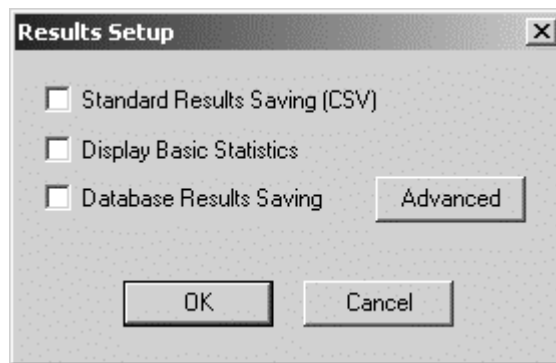 Results Setup
Standard Results Saving (CSV)
Display Basic Statistics
Database Results Saving
Advanced
OK
Cancel